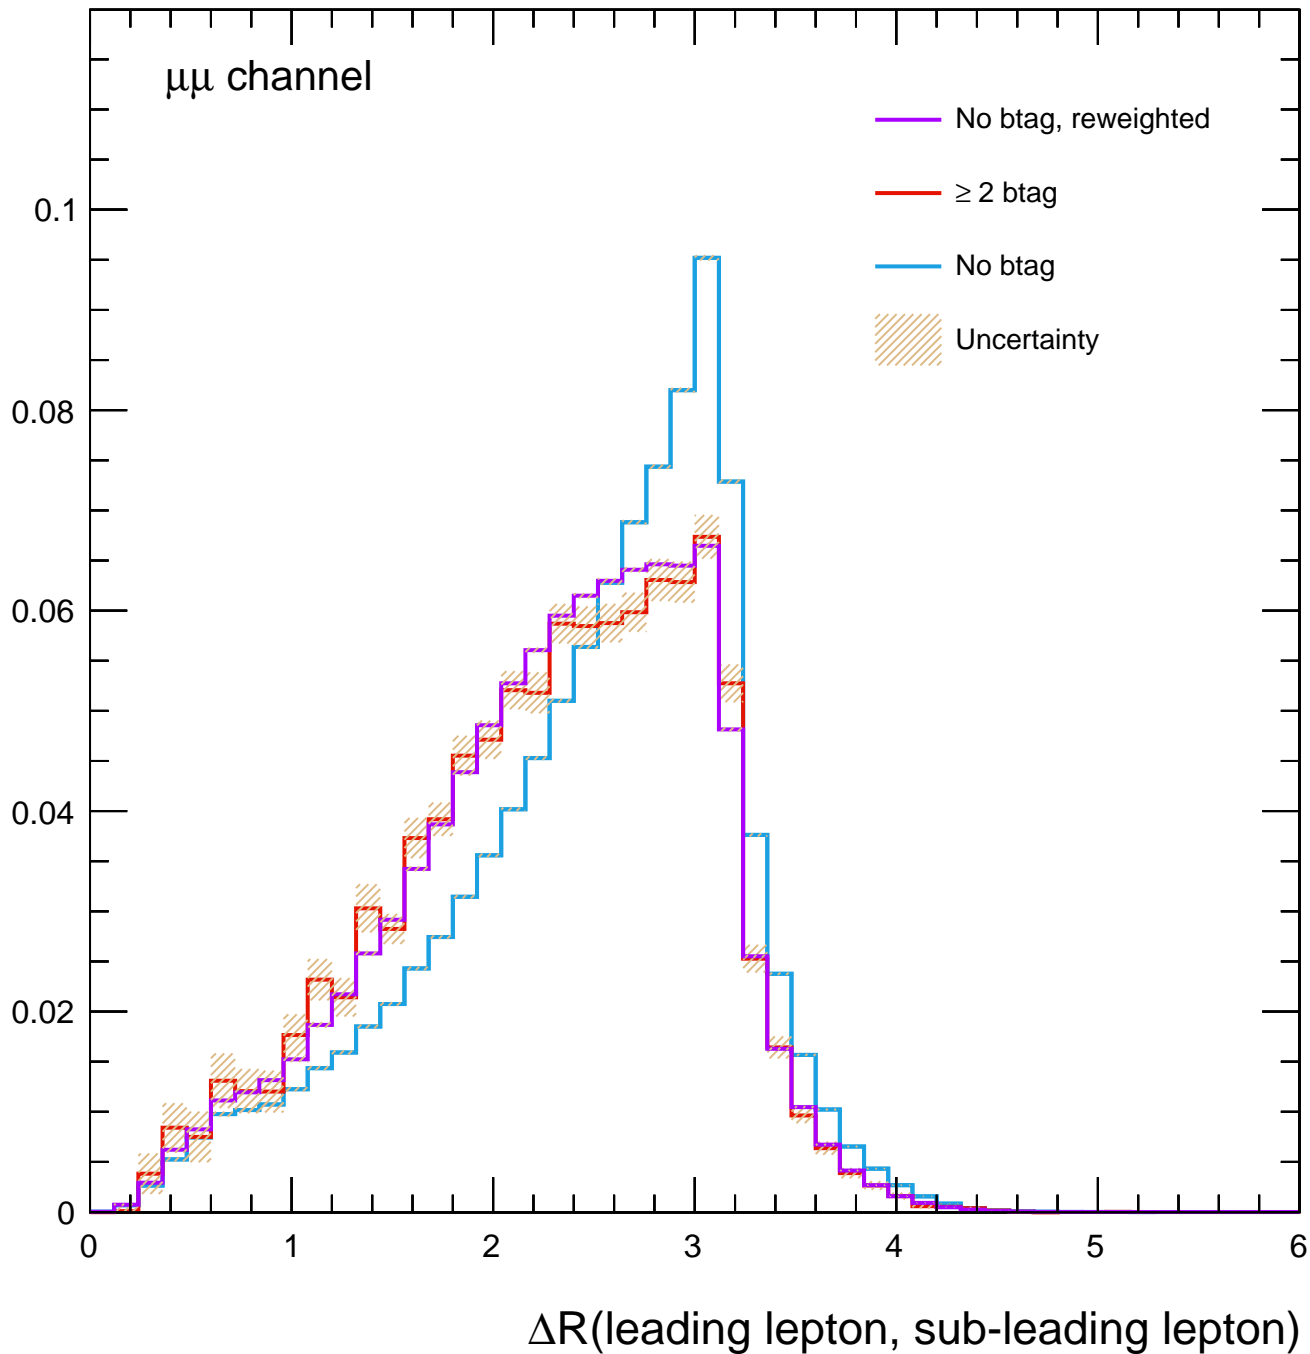 μμ channel
No btag, reweighted
≥ 2 btag
No btag
Uncertainty
0.1
0.08
0.06
0.04
0.02
0
0 1 2 3 4 5 6
ΔR(leading lepton, sub-leading lepton)